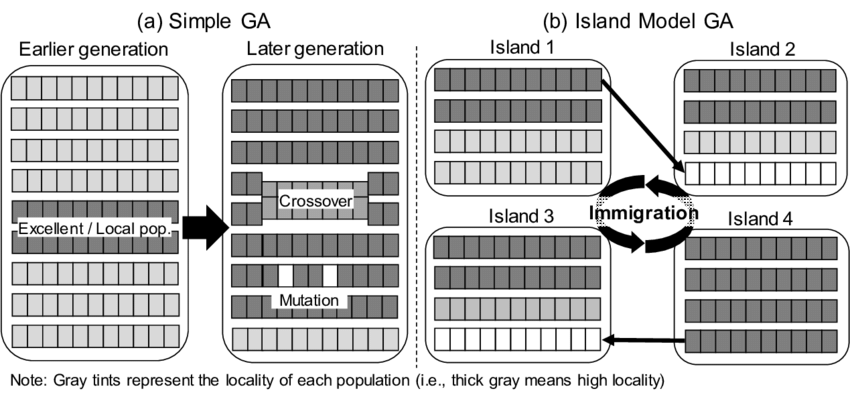 (a) Simple GA
Earlier generation
Later generation
Excellent / Local pop.
Crossover
Mutation
(b) Island Model GA
Island 1
Island 2
Immigration
Island 3
Island 4
Note: Gray tints represent the locality of each population (i.e., thick gray means high locality)